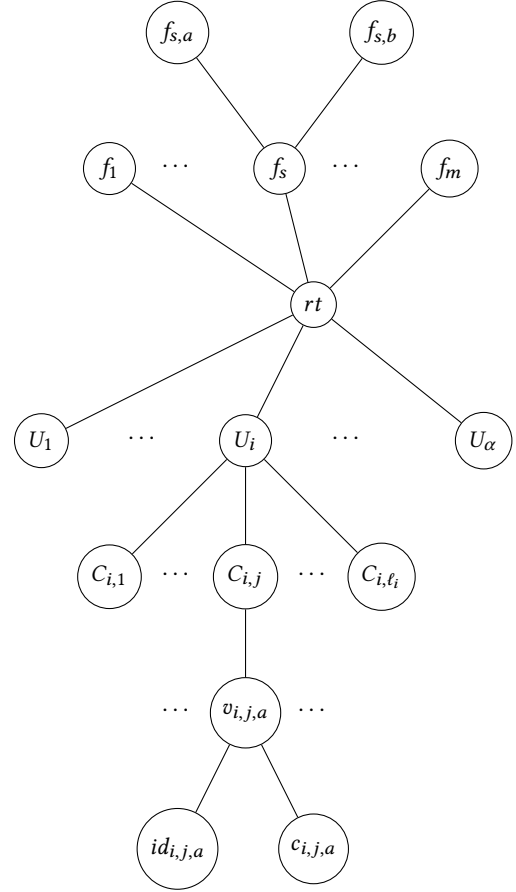 f_{s,a} f_{s,b}
f_1 ... f_s ... f_m
rt
U_1 ... U_i ... U_α
C_{i,1} ... C_{i,j} ... C_{i,ℓ_i}
... v_{i,j,a} ...
id_{i,j,a} c_{i,j,a}